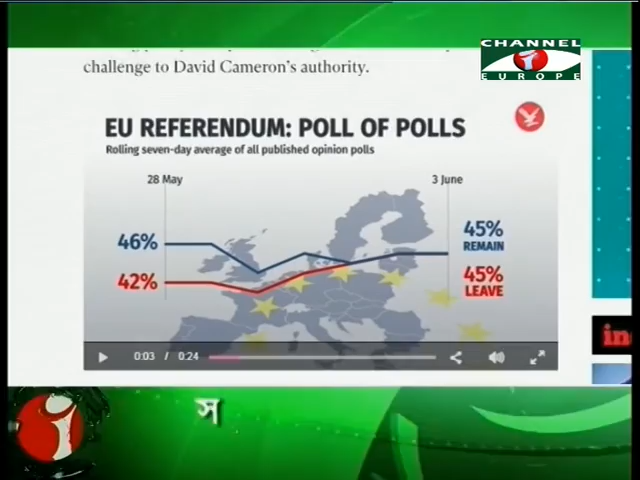 CHANNEL
i
EUROPE
challenge to David Cameron's authority.
EU REFERENDUM: POLL OF POLLS
Rolling seven-day average of all published opinion polls
28 May
3 June
46%
45%
REMAIN
42%
45%
LEAVE
0:03 / 0:24
in
i
স